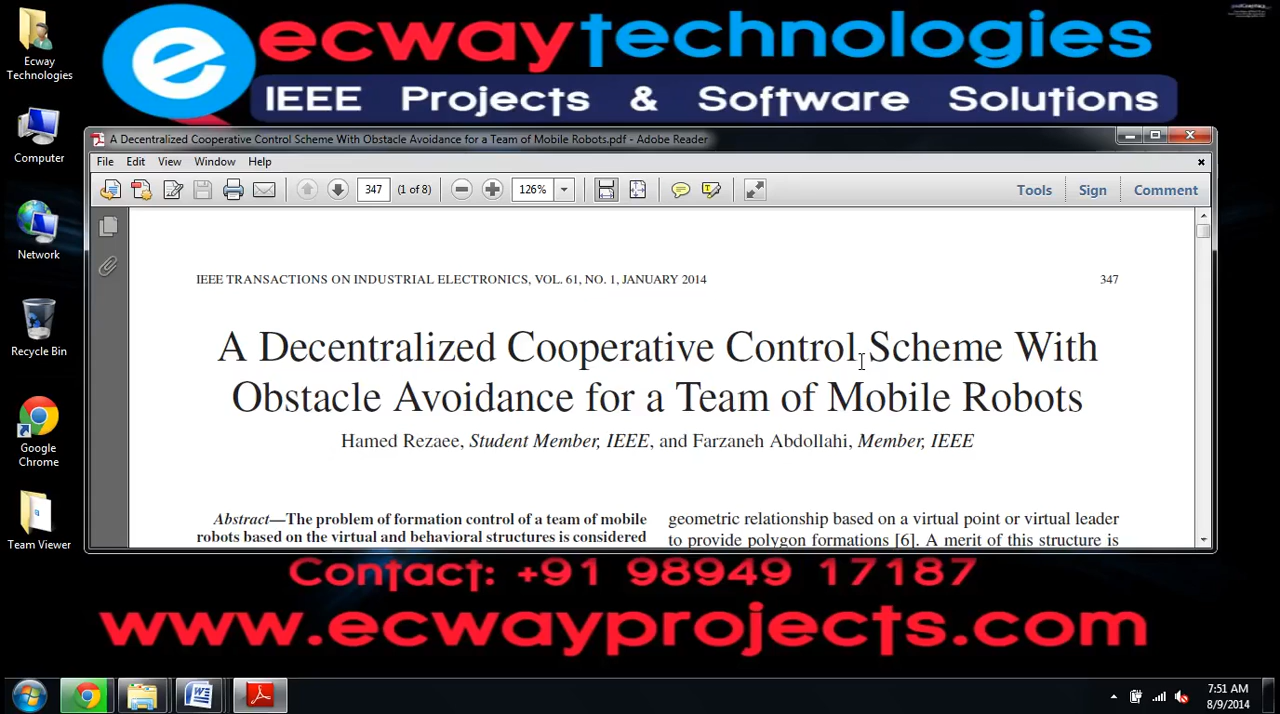 ecwaytechnologies
IEEE Projects & Software Solutions
Ecway
Technologies
Computer
Network
Recycle Bin
Google
Chrome
Team Viewer
A Decentralized Cooperative Control Scheme With Obstacle Avoidance for a Team of Mobile Robots.pdf - Adobe Reader
File Edit View Window Help
347 (1 of 8) 126% Tools Sign Comment
IEEE TRANSACTIONS ON INDUSTRIAL ELECTRONICS, VOL. 61, NO. 1, JANUARY 2014 347
A Decentralized Cooperative Control Scheme With
Obstacle Avoidance for a Team of Mobile Robots
Hamed Rezaee, Student Member, IEEE, and Farzaneh Abdollahi, Member, IEEE
Abstract—The problem of formation control of a team of mobile
robots based on the virtual and behavioral structures is considered
geometric relationship based on a virtual point or virtual leader
to provide polygon formations [6]. A merit of this structure is
Contact: +91 98949 17187
www.ecwayprojects.com
7:51 AM
8/9/2014